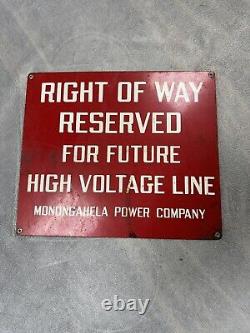 RIGHT OF WAY
RESERVED
FOR FUTURE
HIGH VOLTAGE LINE
MONONGAHELA POWER COMPANY
ebay